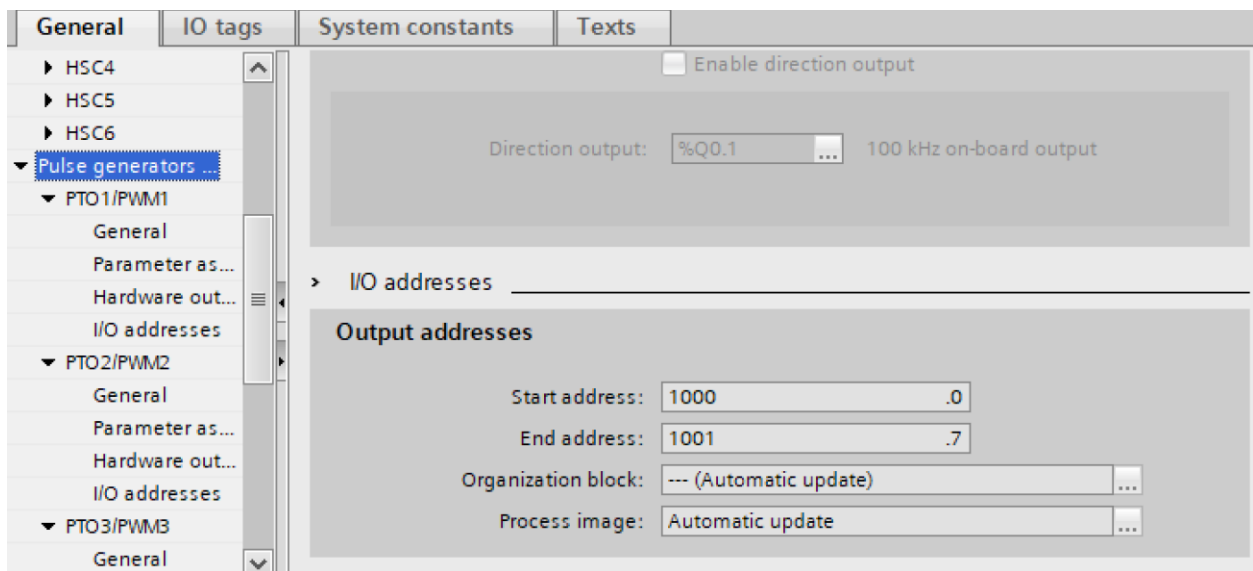 General IO tags System constants Texts
HSC4
HSC5
HSC6
Pulse generators ...
PTO1/PWM1
General
Parameter as...
Hardware out...
I/O addresses
PTO2/PWM2
General
Parameter as...
Hardware out...
I/O addresses
PTO3/PWM3
General
Enable direction output
Direction output: %Q0.1 ... 100 kHz on-board output
I/O addresses
Output addresses
Start address: 1000 .0
End address: 1001 .7
Organization block: --- (Automatic update) ...
Process image: Automatic update ...